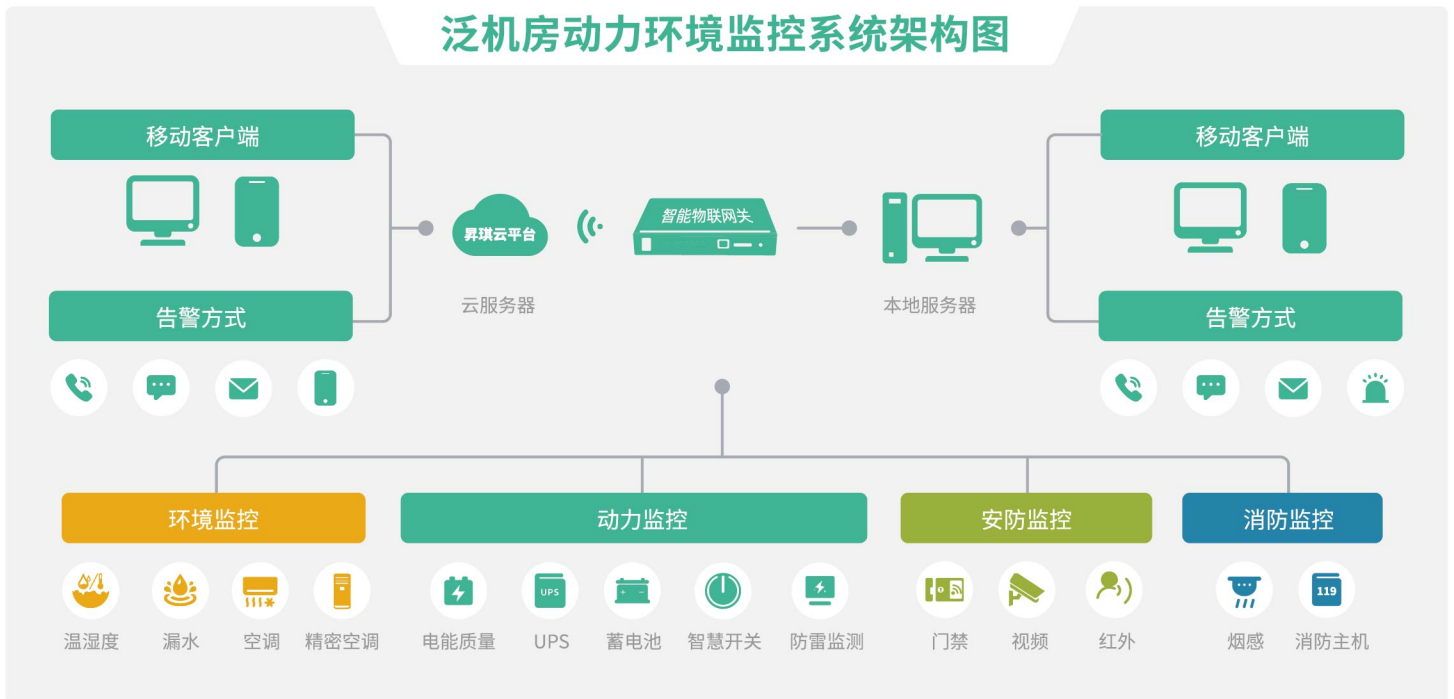 泛机房动力环境监控系统架构图
移动客户端
移动客户端
昇琪云平台
智能物联网关
云服务器
本地服务器
告警方式
告警方式
环境监控
动力监控
安防监控
消防监控
UPS
119
温湿度
漏水
空调
精密空调
电能质量
UPS
蓄电池
智慧开关
防雷监测
门禁
视频
红外
烟感
消防主机